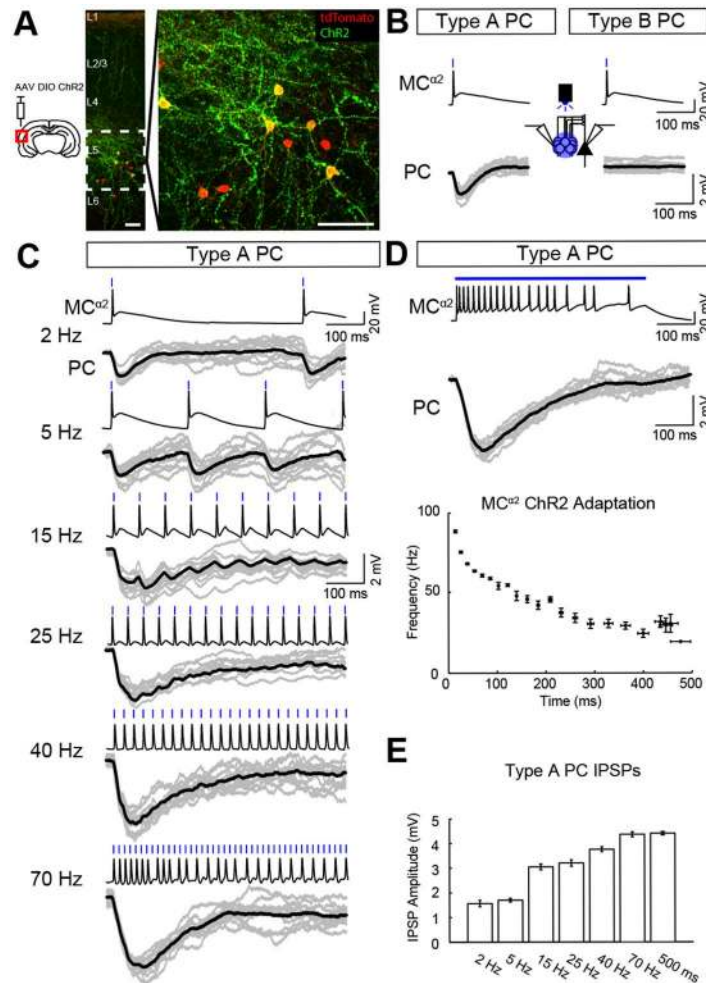 A
tdTomato
ChR2
AAV DIO ChR2
L1
L2/3
L4
L5
L6
B
Type A PC
Type B PC
MCα2
20 mV
100 ms
PC
2 mV
100 ms
C
Type A PC
MCα2
20 mV
100 ms
2 Hz
PC
5 Hz
15 Hz
2 mV
100 ms
25 Hz
40 Hz
70 Hz
D
Type A PC
MCα2
20 mV
100 ms
PC
2 mV
100 ms
MCα2 ChR2 Adaptation
Frequency (Hz)
100
50
0
0
100
200
300
400
500
Time (ms)
E
Type A PC IPSPs
IPSP Amplitude (mV)
5
4
3
2
1
0
2 Hz
5 Hz
15 Hz
25 Hz
40 Hz
70 Hz
500 ms